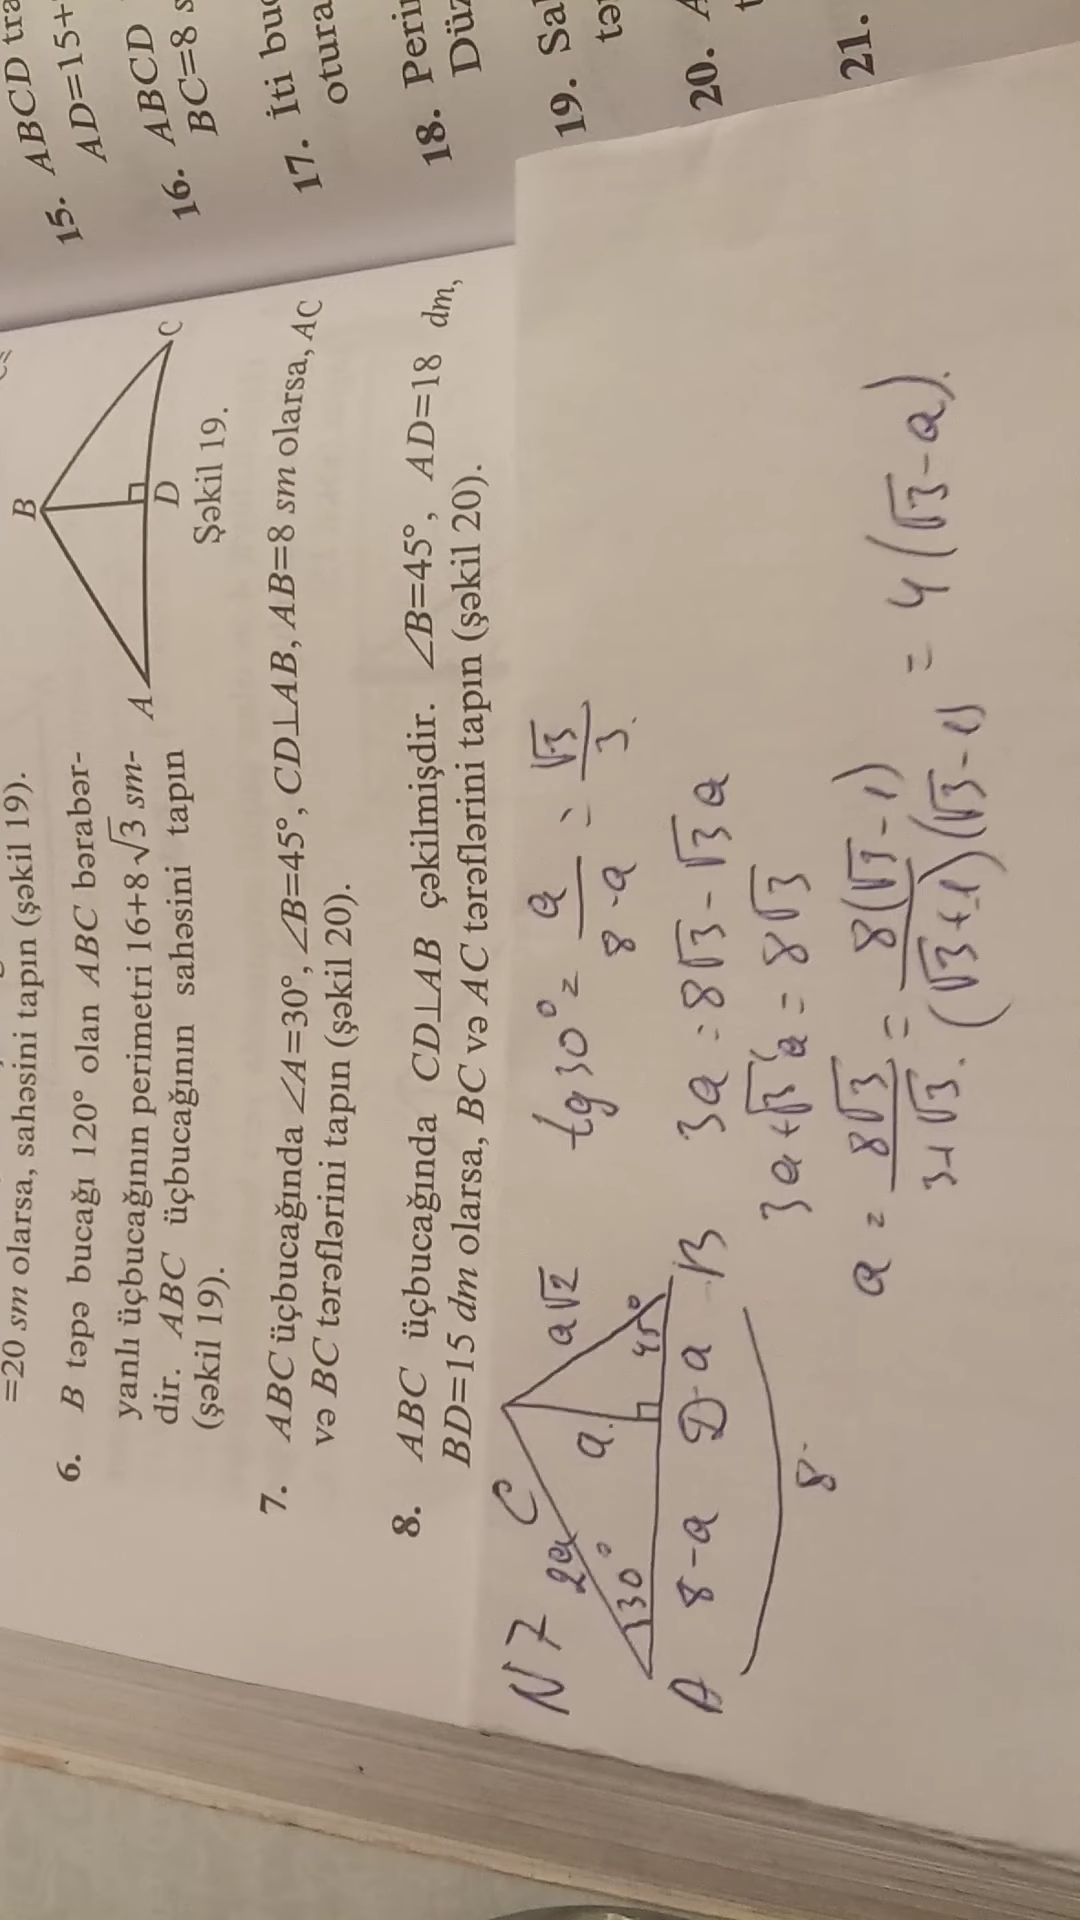 =20 sm olarsa, sahəsini tapın (şəkil 19).
6. B təpə bucağı 120° olan ABC bərabər-
yanlı üçbucağının perimetri 16+8√3 sm-
dir. ABC üçbucağının sahəsini tapın
(şəkil 19).
B
A
D
C
Şəkil 19.
7. ABC üçbucağında ∠A=30°, ∠B=45°, CD⊥AB, AB=8 sm olarsa, AC
və BC tərəflərini tapın (şəkil 20).
8. ABC üçbucağında CD⊥AB çəkilmişdir. ∠B=45°, AD=18 dm,
BD=15 dm olarsa, BC və AC tərəflərini tapın (şəkil 20).
15. ABCD tra
AD=15+
16. ABCD
BC=8 s
17. İti buc
otura
18. Perin
Düz
19. Sal
tər
20. A
t
21.
N7
C
2a
a√2
a
30°
45°
A 8-a D a B
8
tg30° = a/(8-a) = √3/3.
3a = 8√3 - √3a
3a+√3a = 8√3
a = 8√3/(3+√3) = 8(√3-1)/((√3+1)(√3-1)) = 4(√3-a).